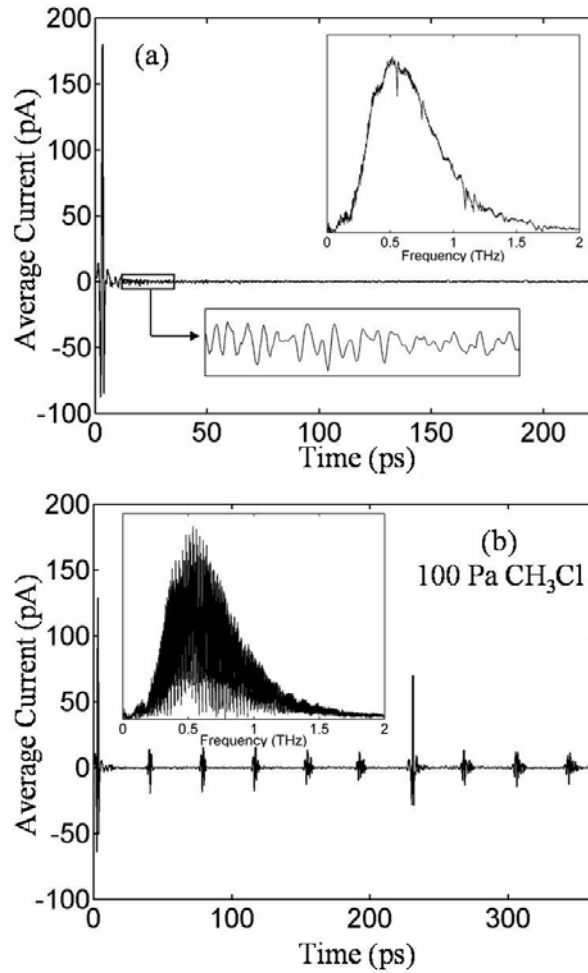 200
(a)
150
100
50
0
-50
-100
Average Current (pA)
0 50 100 150 200
Time (ps)
0 0.5 1 1.5 2
Frequency (THz)
200
(b)
100 Pa CH₃Cl
150
100
50
0
-50
-100
Average Current (pA)
0 0.5 1 1.5 2
Frequency (THz)
0 100 200 300
Time (ps)